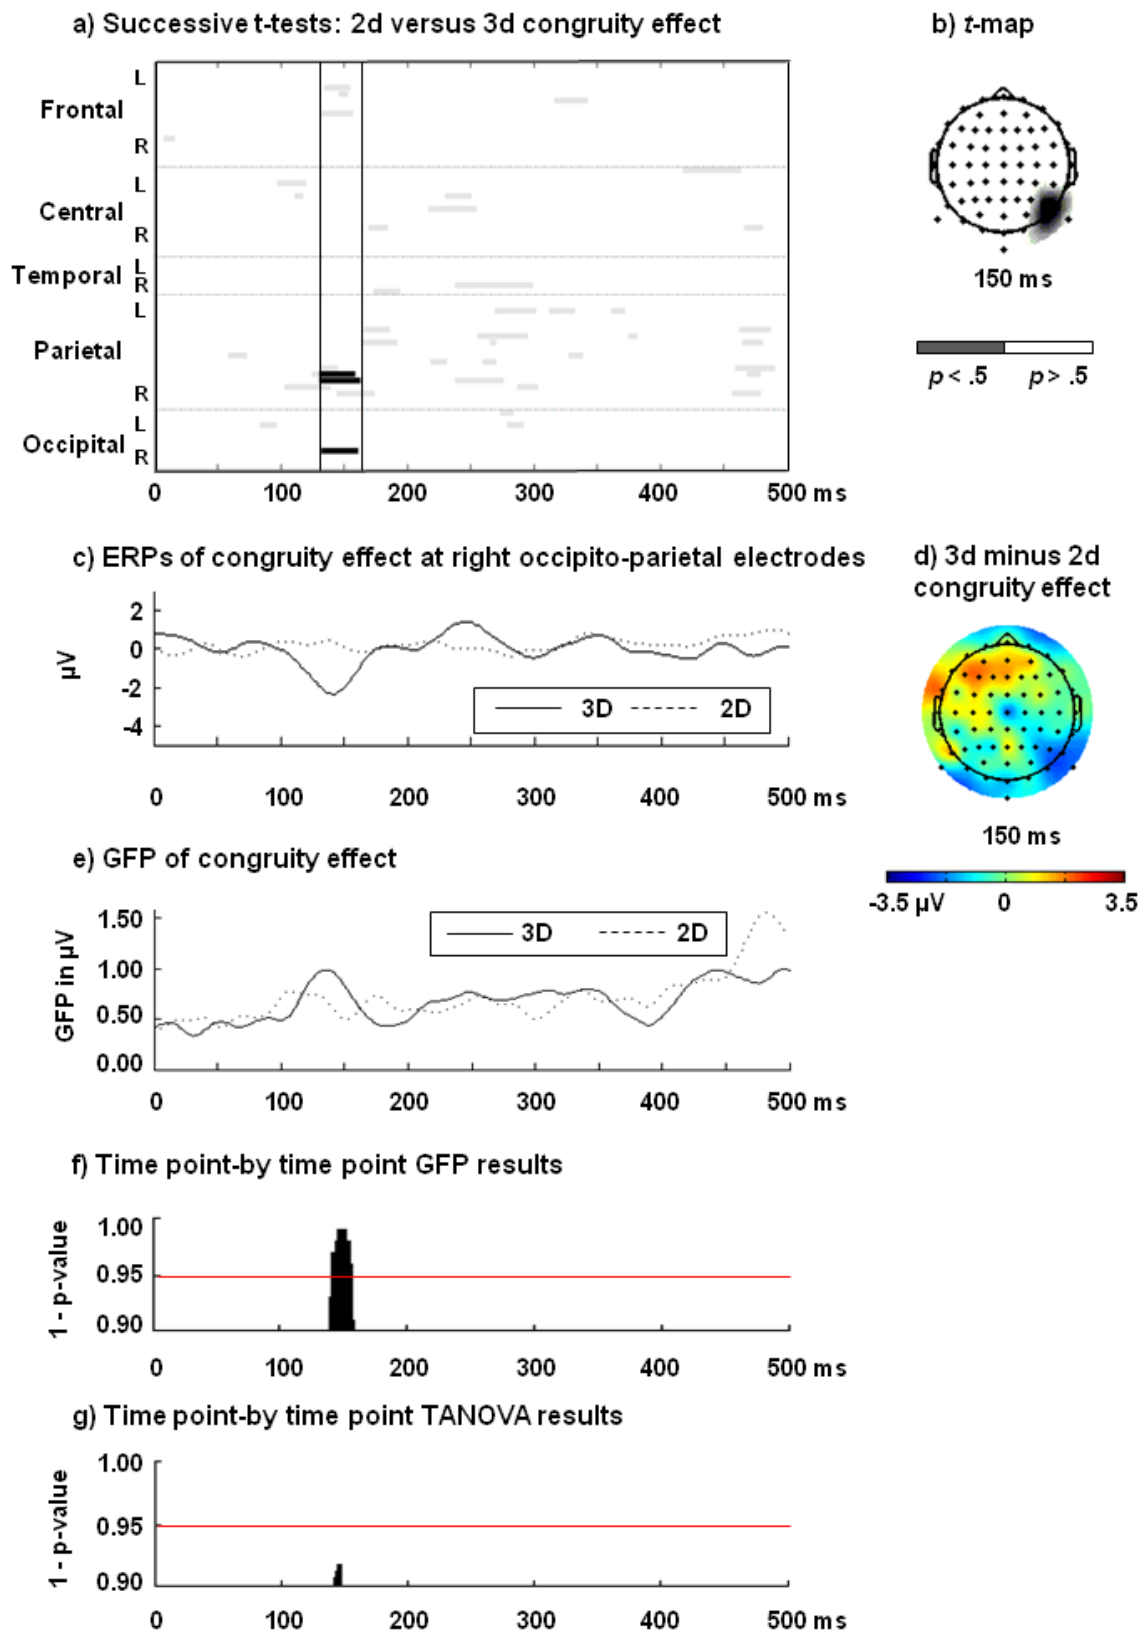 a) Successive t-tests: 2d versus 3d congruity effect
b) t-map
L
Frontal
R
L
Central
R
L
Temporal R
L
Parietal
R
L
Occipital
R
0 100 200 300 400 500 ms
150 ms
p < .5 p > .5
c) ERPs of congruity effect at right occipito-parietal electrodes
2
0
-2
-4
µV
3D 2D
0 100 200 300 400 500 ms
d) 3d minus 2d
congruity effect
150 ms
-3.5 µV 0 3.5
e) GFP of congruity effect
1.50
1.00
0.50
0.00
GFP in µV
3D 2D
0 100 200 300 400 500 ms
f) Time point-by time point GFP results
1.00
0.95
0.90
1 - p-value
0 100 200 300 400 500 ms
g) Time point-by time point TANOVA results
1.00
0.95
0.90
1 - p-value
0 100 200 300 400 500 ms